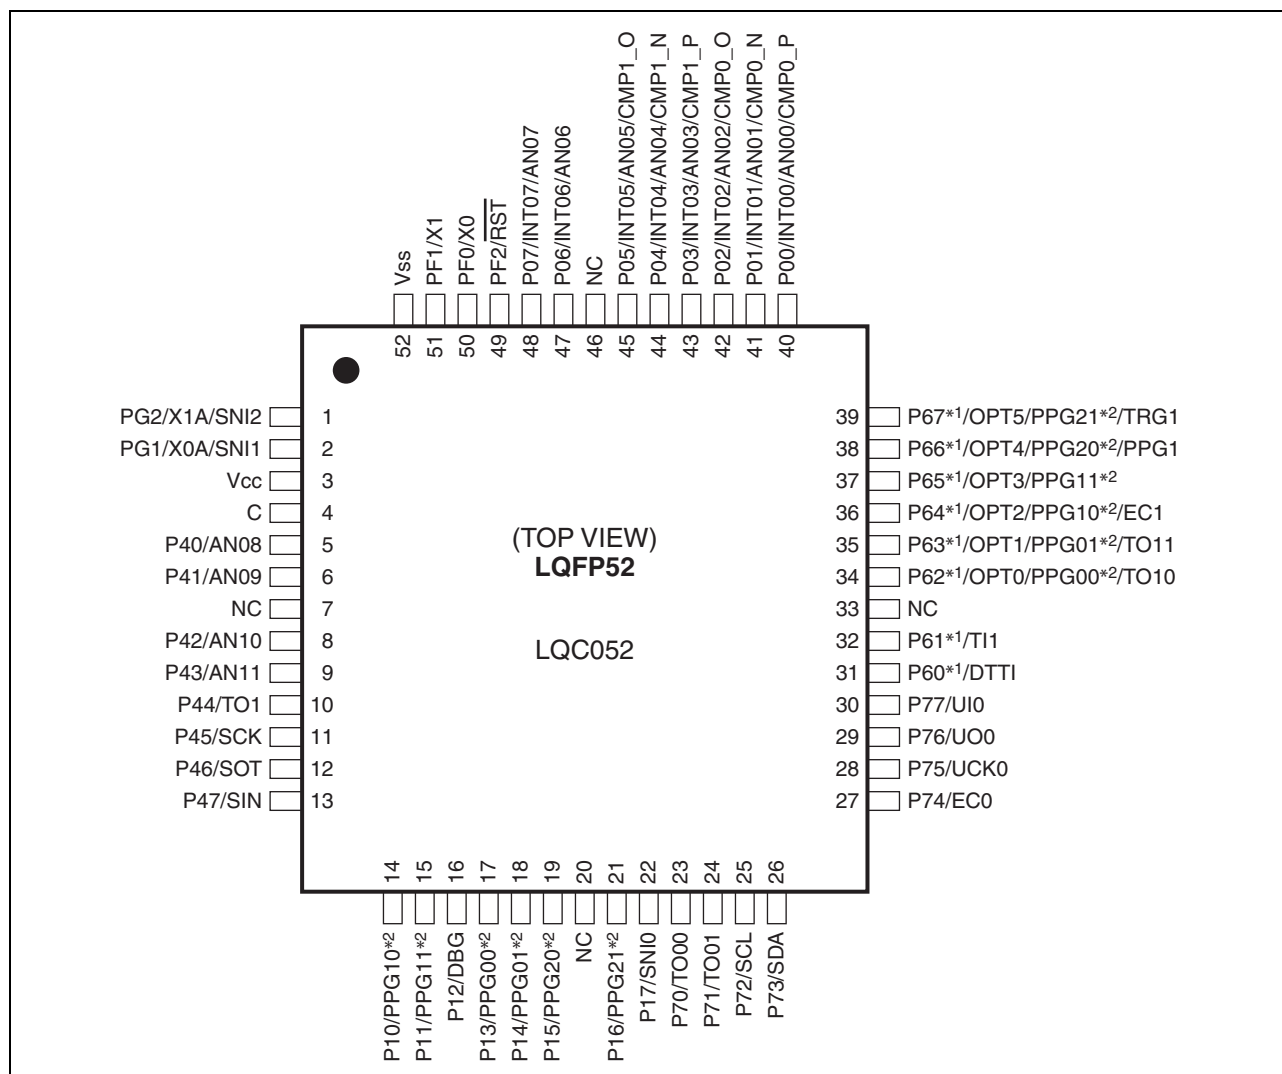 Vss
PF1/X1
PF0/X0
PF2/RST
P07/INT07/AN07
P06/INT06/AN06
NC
P05/INT05/AN05/CMP1_O
P04/INT04/AN04/CMP1_N
P03/INT03/AN03/CMP1_P
P02/INT02/AN02/CMP0_O
P01/INT01/AN01/CMP0_N
P00/INT00/AN00/CMP0_P
52
51
50
49
48
47
46
45
44
43
42
41
40
PG2/X1A/SNI2 1
PG1/X0A/SNI1 2
Vcc 3
C 4
P40/AN08 5
P41/AN09 6
NC 7
P42/AN10 8
P43/AN11 9
P44/TO1 10
P45/SCK 11
P46/SOT 12
P47/SIN 13
(TOP VIEW)
LQFP52
LQC052
39 P67*1/OPT5/PPG21*2/TRG1
38 P66*1/OPT4/PPG20*2/PPG1
37 P65*1/OPT3/PPG11*2
36 P64*1/OPT2/PPG10*2/EC1
35 P63*1/OPT1/PPG01*2/TO11
34 P62*1/OPT0/PPG00*2/TO10
33 NC
32 P61*1/TI1
31 P60*1/DTTI
30 P77/UI0
29 P76/UO0
28 P75/UCK0
27 P74/EC0
14
15
16
17
18
19
20
21
22
23
24
25
26
P10/PPG10*2
P11/PPG11*2
P12/DBG
P13/PPG00*2
P14/PPG01*2
P15/PPG20*2
NC
P16/PPG21*2
P17/SNI0
P70/TO00
P71/TO01
P72/SCL
P73/SDA